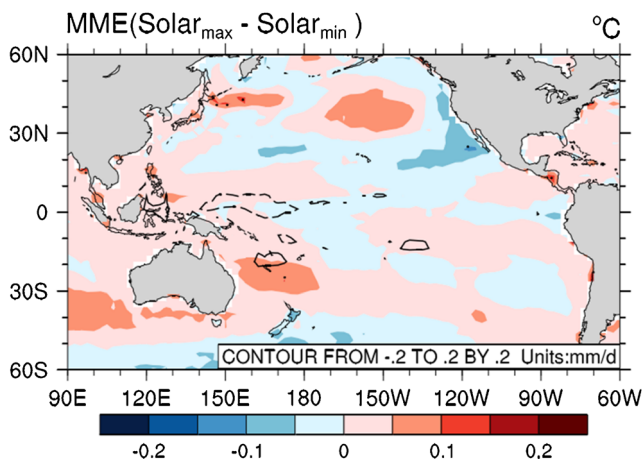 MME(Solarmax - Solarmin ) °C
60N
30N
0
30S
60S
CONTOUR FROM -.2 TO .2 BY .2 Units:mm/d
90E 120E 150E 180 150W 120W 90W 60W
-0.2 -0.1 0 0.1 0,2